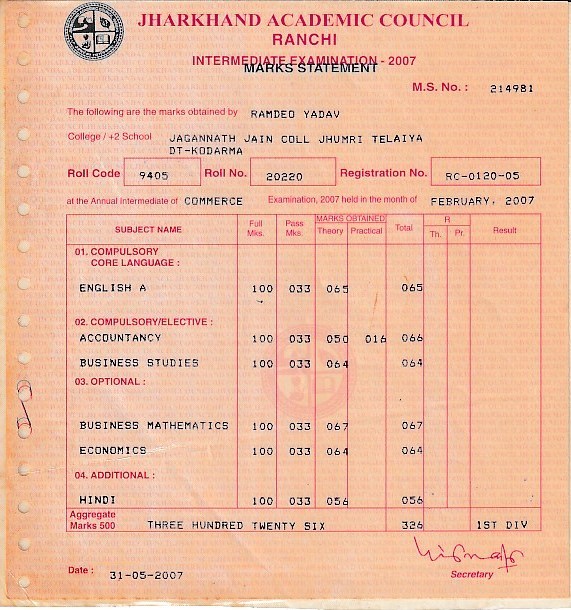 JHARKHAND ACADEMIC COUNCIL
RANCHI
INTERMEDIATE EXAMINATION - 2007
MARKS STATEMENT
M.S. No. : 214981
The following are the marks obtained by RAMDEO YADAV
College / +2 School JAGANNATH JAIN COLL JHUMRI TELAIYA
DT-KODARMA
Roll Code 9405 Roll No. 20220 Registration No. RC-0120-05
at the Annual Intermediate of COMMERCE Examination, 2007 held in the month of FEBRUARY, 2007
SUBJECT NAME Full Mks. Pass Mks. MARKS OBTAINED Theory Practical Total R Th. Pr. Result
01. COMPULSORY
CORE LANGUAGE :
ENGLISH A 100 033 065 065
02. COMPULSORY/ELECTIVE :
ACCOUNTANCY 100 033 050 016 066
BUSINESS STUDIES 100 033 064 064
03. OPTIONAL :
BUSINESS MATHEMATICS 100 033 067 067
ECONOMICS 100 033 064 064
04. ADDITIONAL :
HINDI 100 033 056 056
Aggregate
Marks 500 THREE HUNDRED TWENTY SIX 326 1ST DIV
Date : 31-05-2007
Secretary